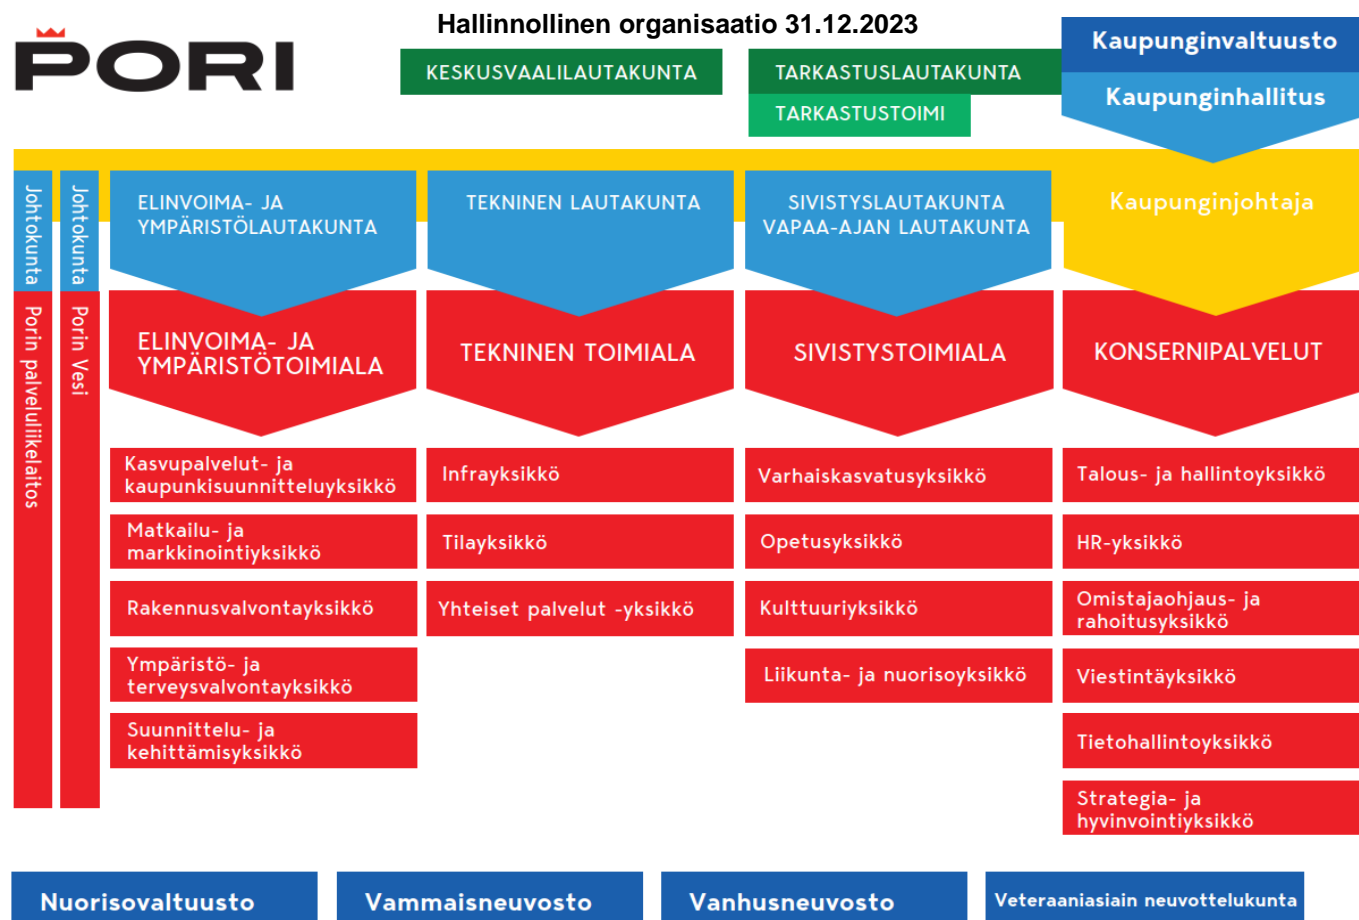 Hallinnollinen organisaatio 31.12.2023
PORI
KESKUSVAALILAUTAKUNTA
TARKASTUSLAUTAKUNTA
TARKASTUSTOIMI
Kaupunginvaltuusto
Kaupunginhallitus
Kaupunginjohtaja
Johtokunta
Porin palveluliikelaitos
Johtokunta
Porin Vesi
ELINVOIMA- JA
YMPÄRISTÖLAUTAKUNTA
ELINVOIMA- JA
YMPÄRISTÖTOIMIALA
Kasvupalvelut- ja
kaupunkisuunnitteluyksikkö
Matkailu- ja
markkinointiyksikkö
Rakennusvalvontayksikkö
Ympäristö- ja
terveysvalvontayksikkö
Suunnittelu- ja
kehittämisyksikkö
TEKNINEN LAUTAKUNTA
TEKNINEN TOIMIALA
Infrayksikkö
Tilayksikkö
Yhteiset palvelut -yksikkö
SIVISTYSLAUTAKUNTA
VAPAA-AJAN LAUTAKUNTA
SIVISTYSTOIMIALA
Varhaiskasvatusyksikkö
Opetusyksikkö
Kulttuuriyksikkö
Liikunta- ja nuorisoyksikkö
KONSERNIPALVELUT
Talous- ja hallintoyksikkö
HR-yksikkö
Omistajaohjaus- ja
rahoitusyksikkö
Viestintäyksikkö
Tietohallintoyksikkö
Strategia- ja
hyvinvointiyksikkö
Nuorisovaltuusto
Vammaisneuvosto
Vanhusneuvosto
Veteraaniasiain neuvottelukunta